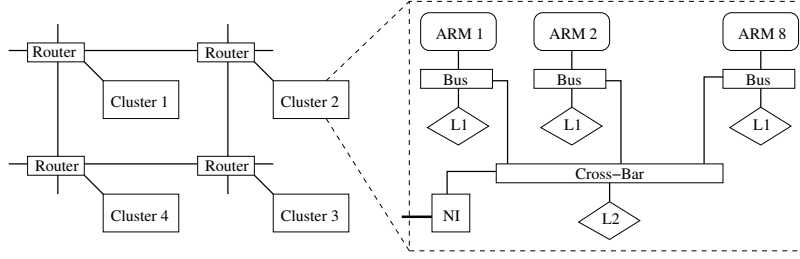 Router
Router
Cluster 1
Cluster 2
Router
Router
Cluster 4
Cluster 3
ARM 1
ARM 2
ARM 8
Bus
Bus
Bus
L1
L1
L1
Cross-Bar
NI
L2